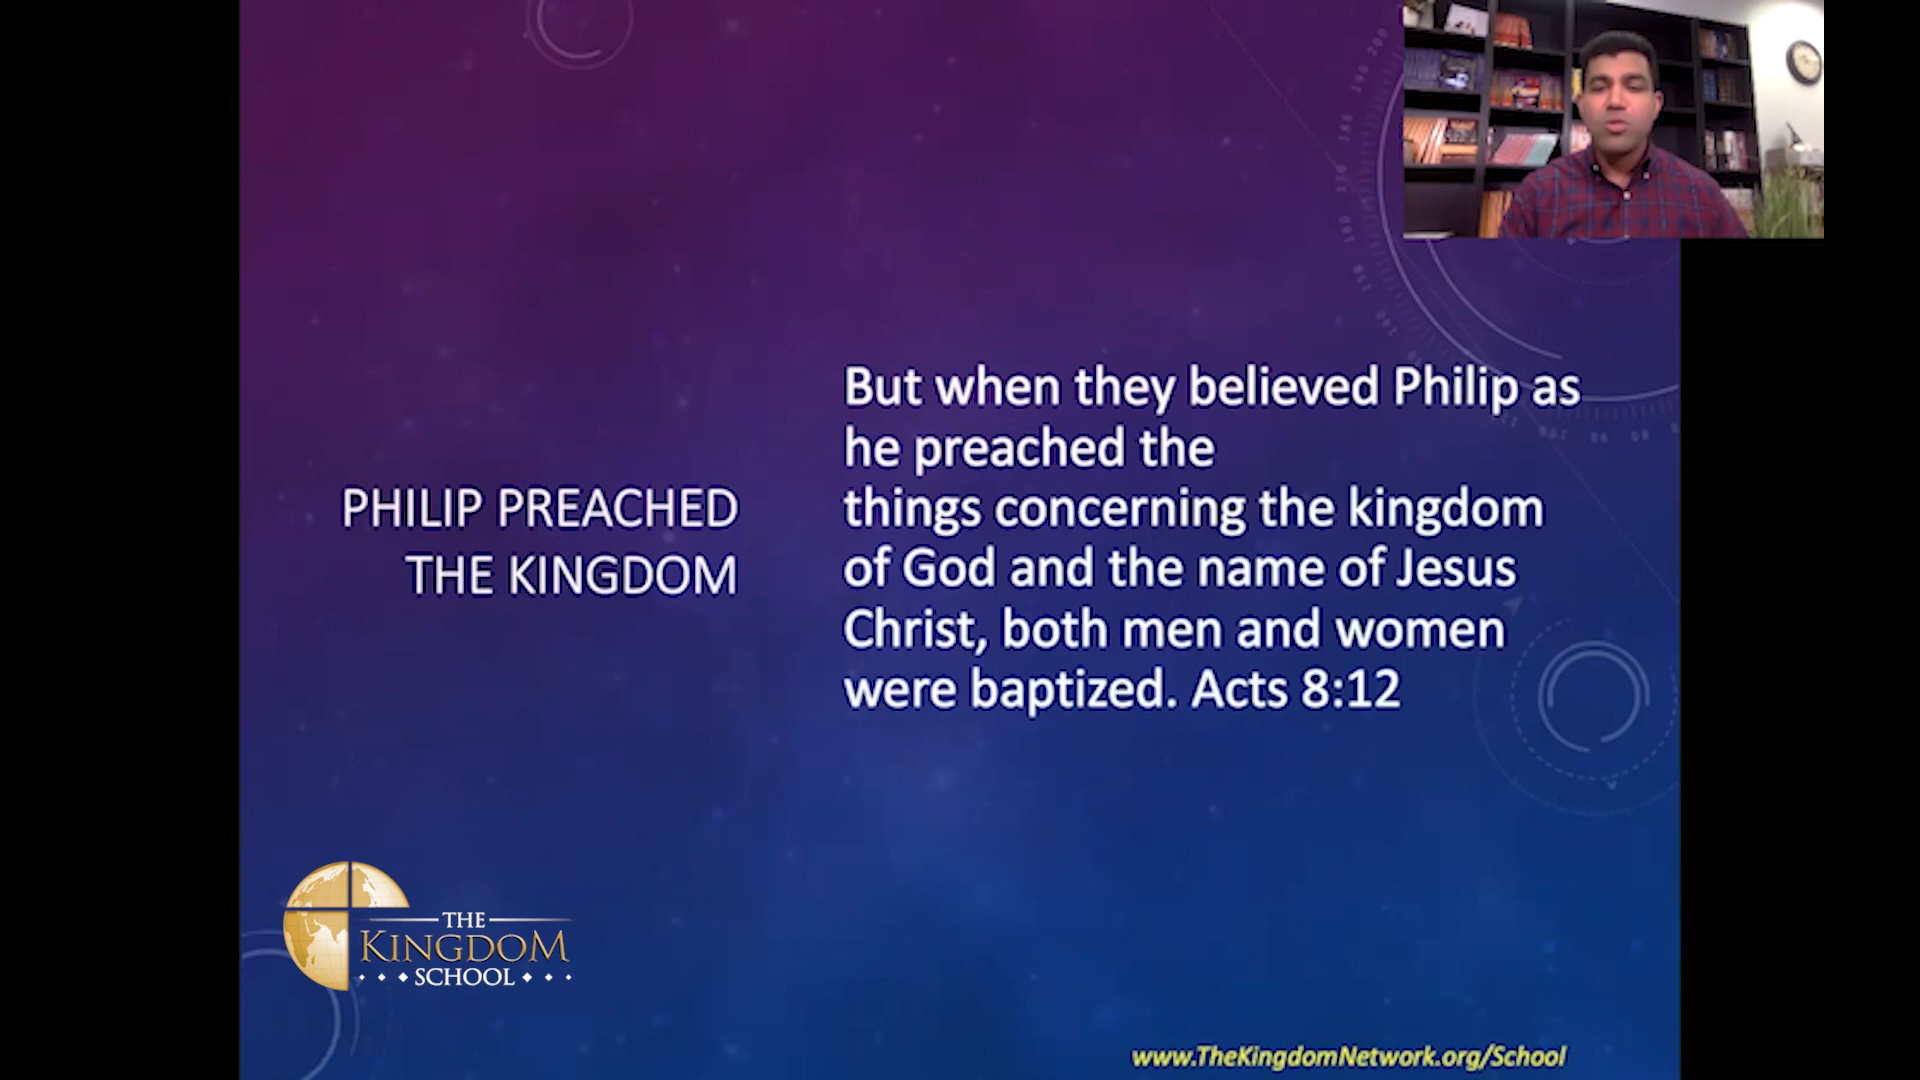 PHILIP PREACHED
THE KINGDOM
But when they believed Philip as
he preached the
things concerning the kingdom
of God and the name of Jesus
Christ, both men and women
were baptized. Acts 8:12
THE
KINGDOM
SCHOOL
www.TheKingdomNetwork.org/School